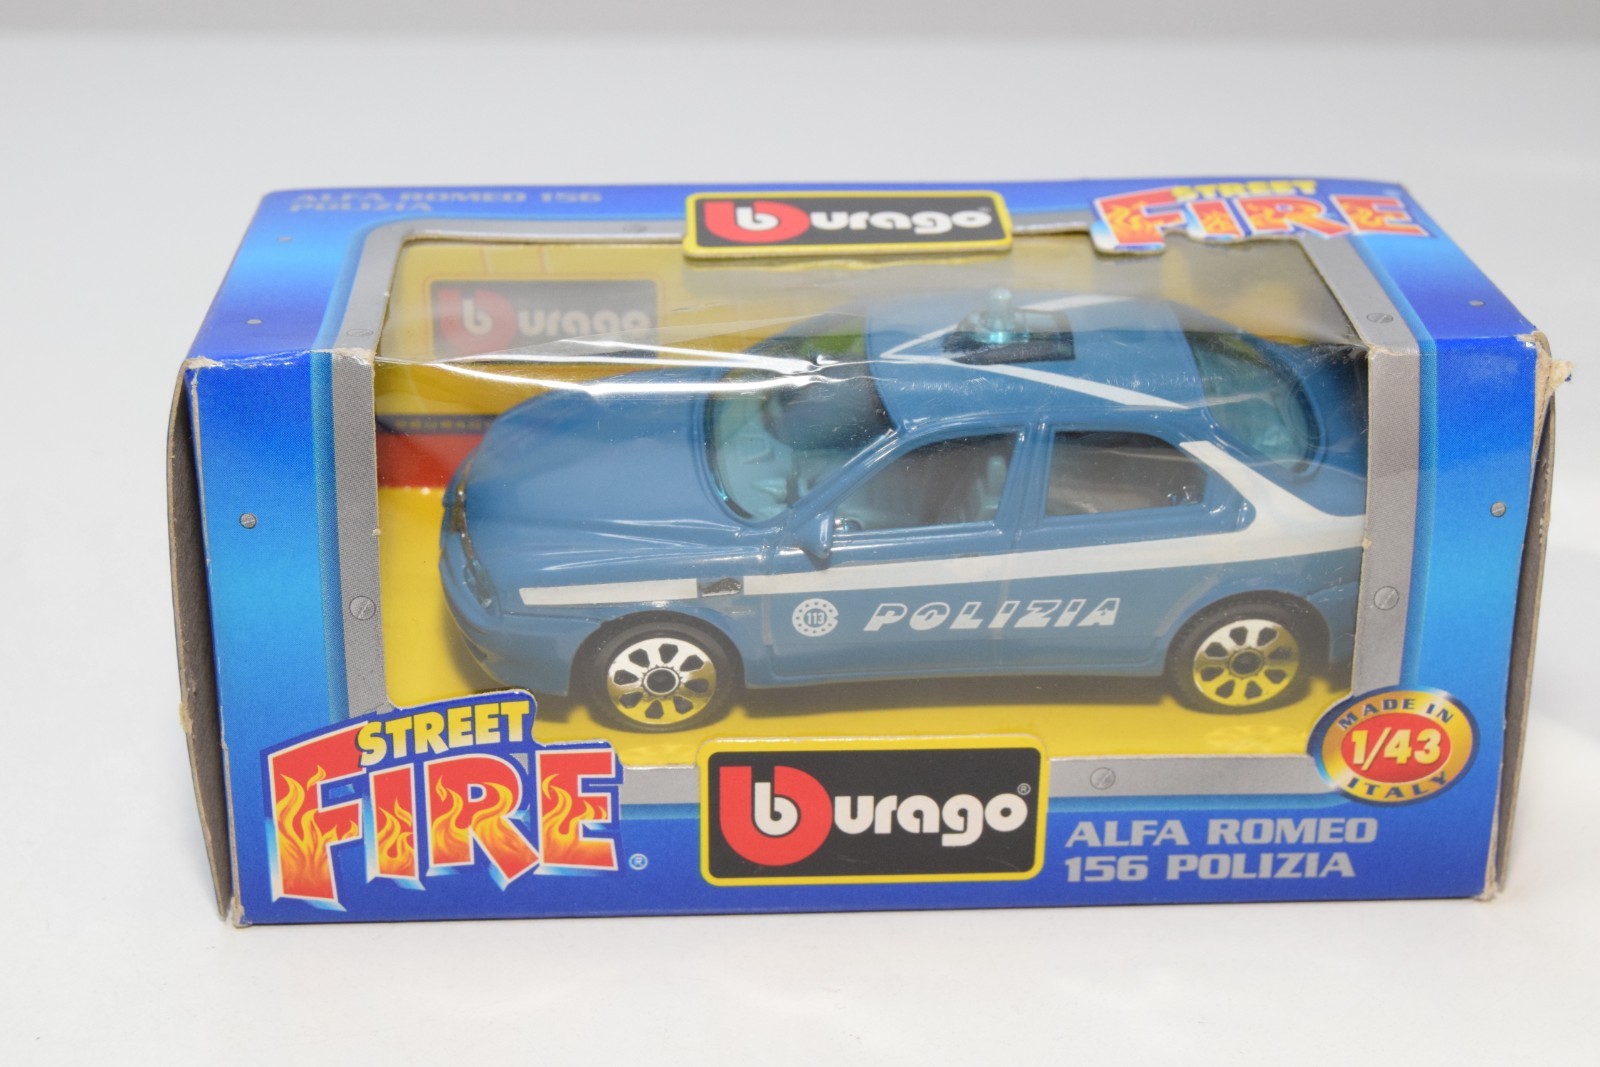 ALFA ROMEO 156
POLIZIA
burago
STREET
FIRE
burago
113 POLIZIA
STREET
FIRE®
burago®
MADE IN
1/43
ITALY
ALFA ROMEO
156 POLIZIA